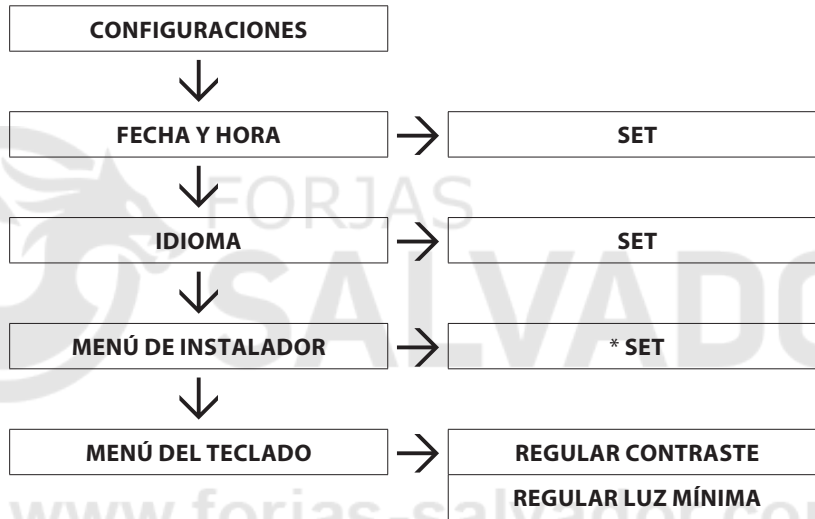 CONFIGURACIONES
FECHA Y HORA
SET
IDIOMA
SET
MENÚ DE INSTALADOR
* SET
MENÚ DEL TECLADO
REGULAR CONTRASTE
REGULAR LUZ MÍNIMA
FORJAS
SALVADO
www.forjas-salvador.com